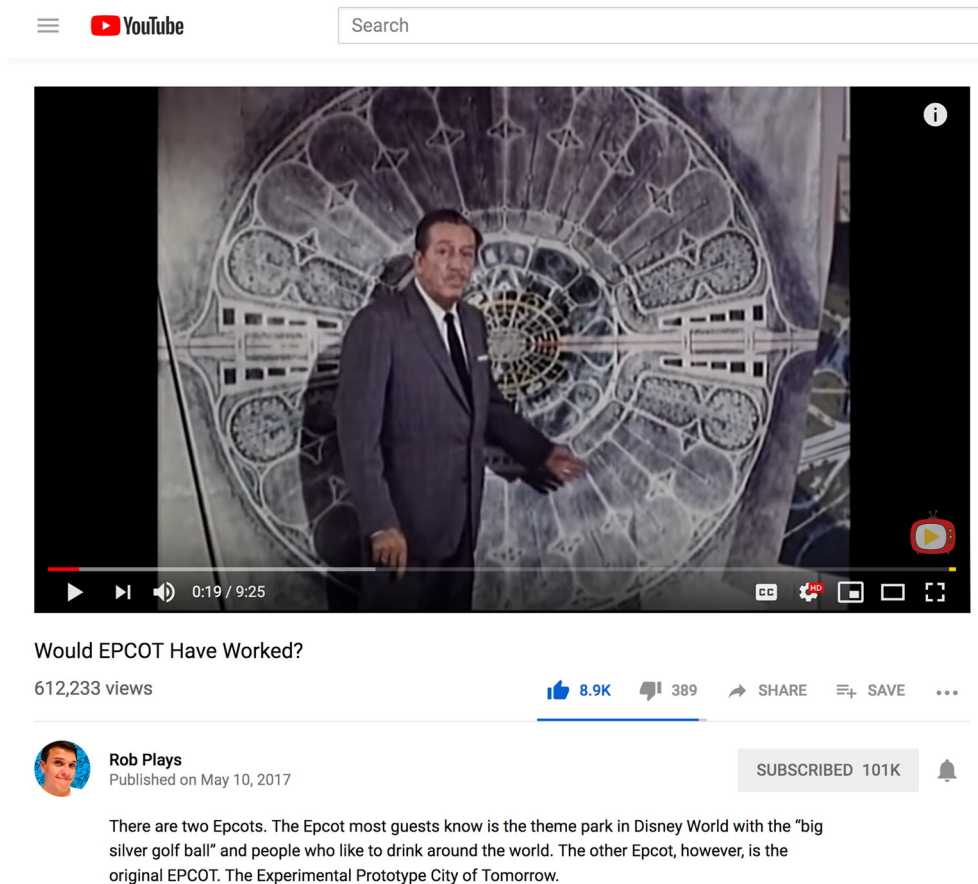 YouTube
Search
0:19 / 9:25
CC
HD
Would EPCOT Have Worked?
612,233 views
8.9K
389
SHARE
SAVE
Rob Plays
Published on May 10, 2017
SUBSCRIBED 101K
There are two Epcots. The Epcot most guests know is the theme park in Disney World with the “big
silver golf ball” and people who like to drink around the world. The other Epcot, however, is the
original EPCOT. The Experimental Prototype City of Tomorrow.